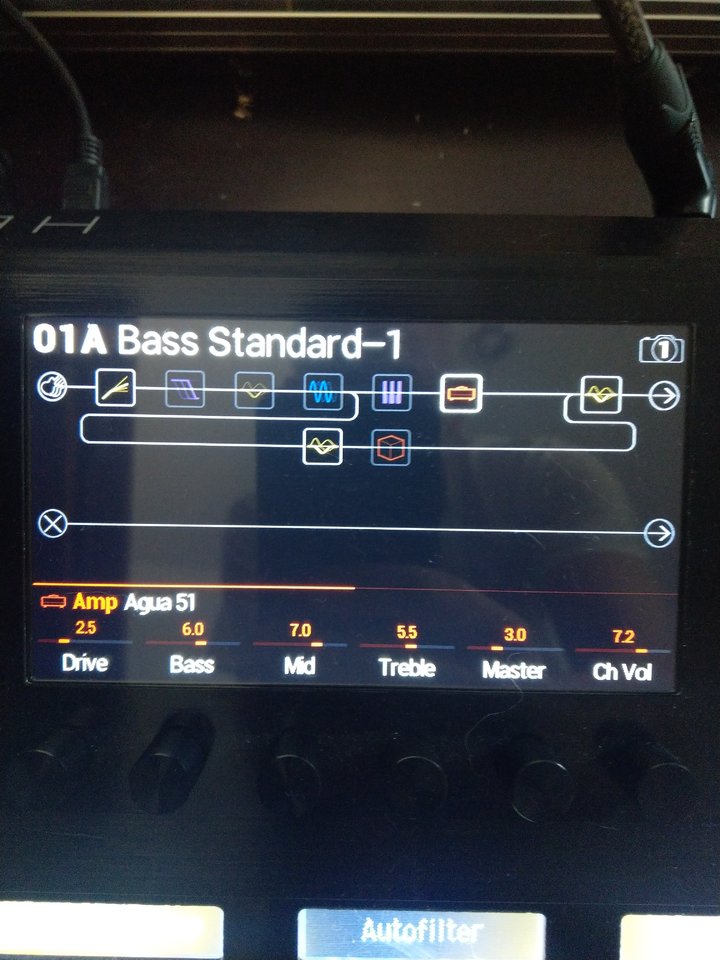 01A Bass Standard-1
1
Amp Agua 51
2.5 6.0 7.0 5.5 3.0 7.2
Drive Bass Mid Treble Master Ch Vol
Autofilter